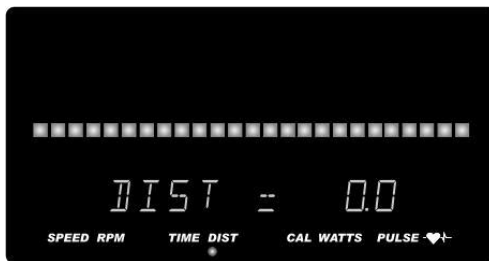 DIST = 0.0
SPEED RPM TIME DIST CAL WATTS PULSE